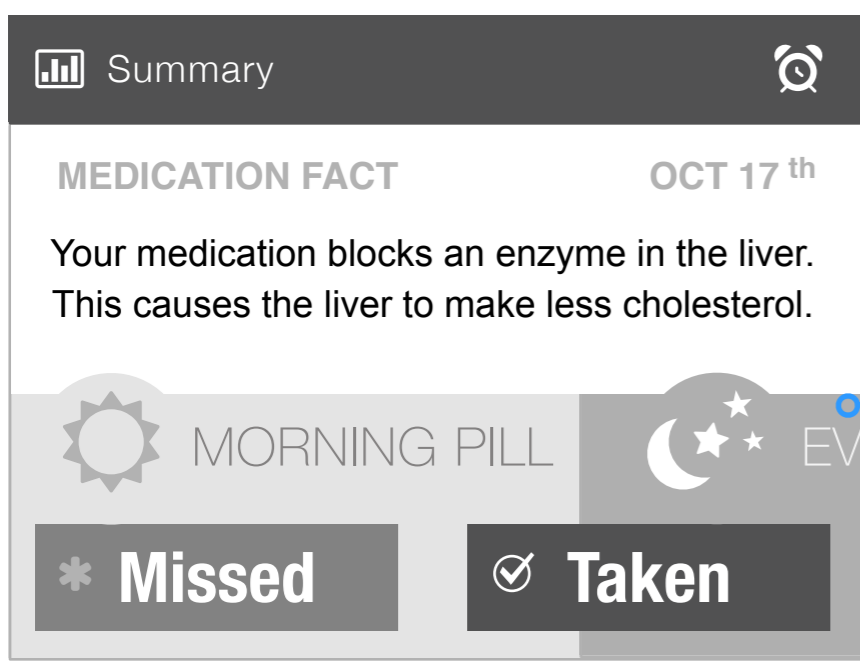 Summary
MEDICATION FACT
OCT 17 th
Your medication blocks an enzyme in the liver.
This causes the liver to make less cholesterol.
MORNING PILL
EV
Missed
Taken